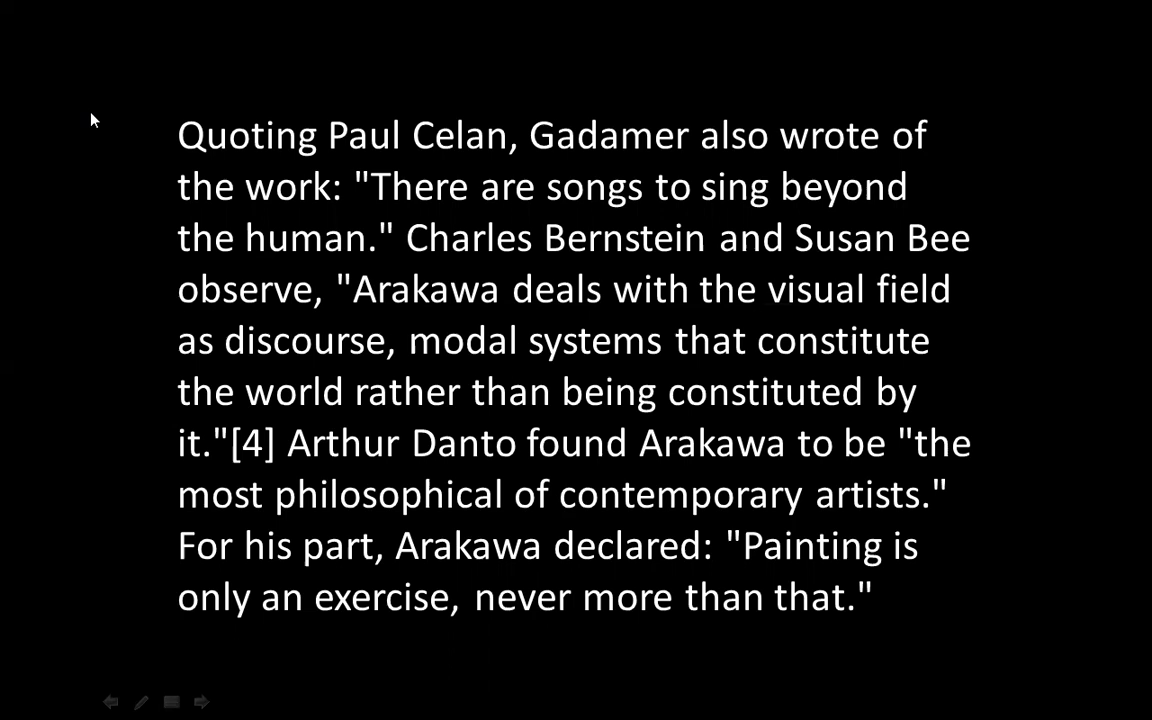 Quoting Paul Celan, Gadamer also wrote of
the work: "There are songs to sing beyond
the human." Charles Bernstein and Susan Bee
observe, "Arakawa deals with the visual field
as discourse, modal systems that constitute
the world rather than being constituted by
it."[4] Arthur Danto found Arakawa to be "the
most philosophical of contemporary artists."
For his part, Arakawa declared: "Painting is
only an exercise, never more than that."